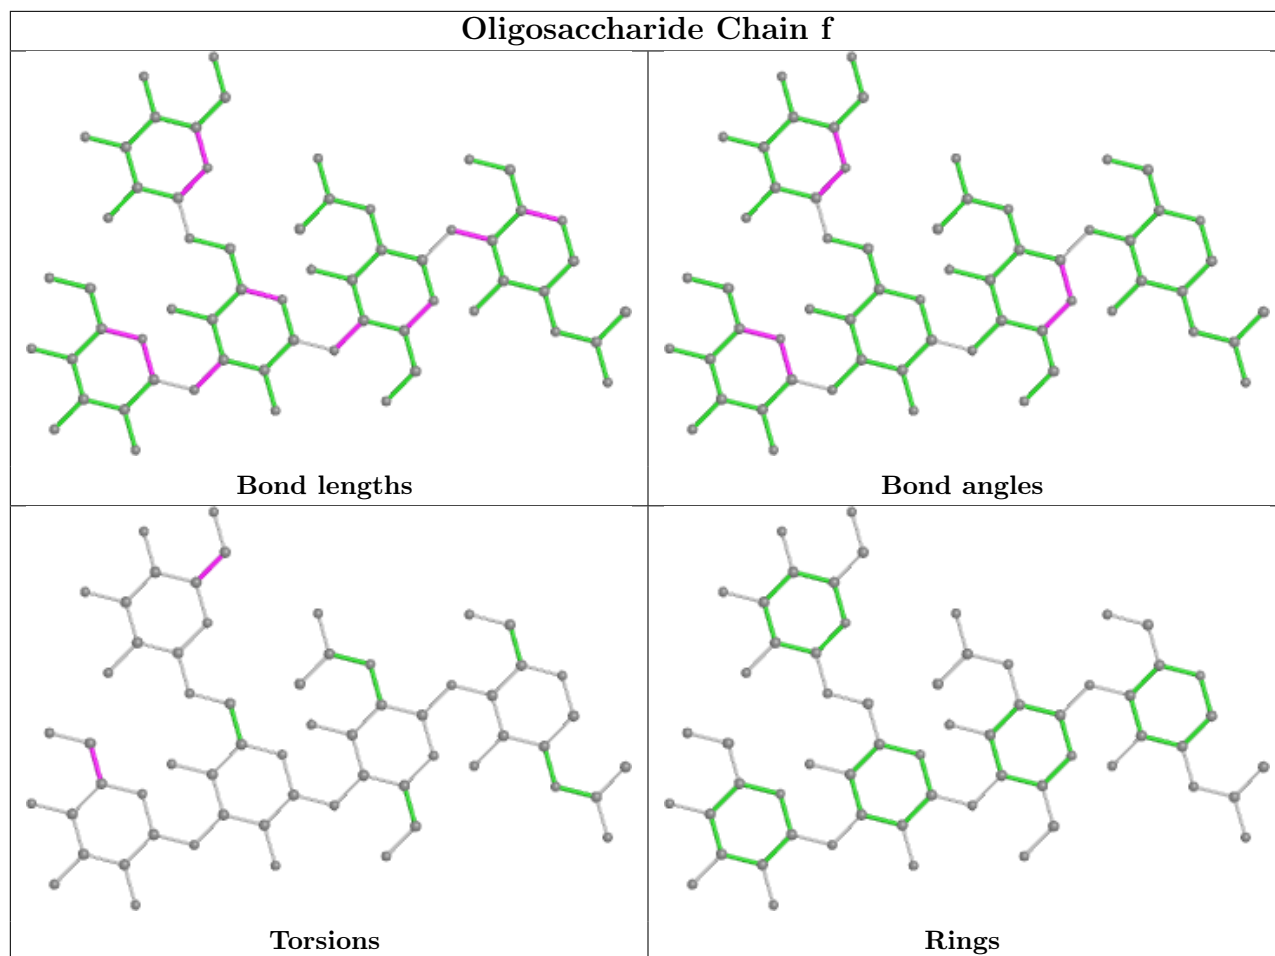 Oligosaccharide Chain f
Bond lengths
Bond angles
Torsions
Rings